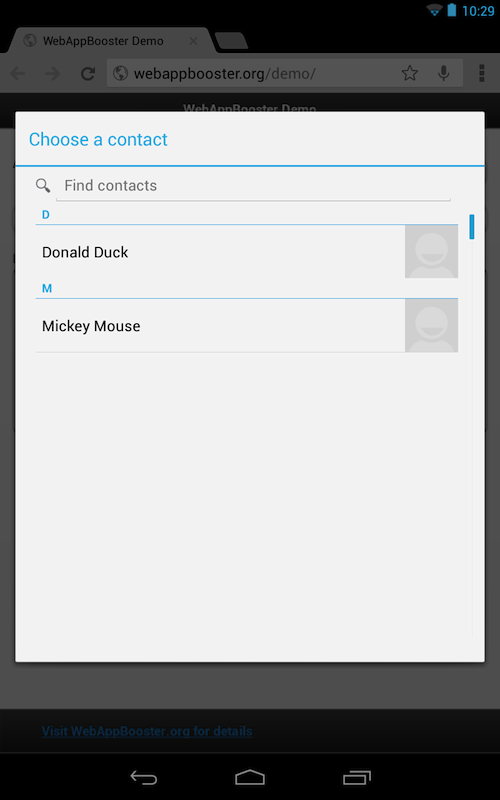 10:29
WebAppBooster Demo
webappbooster.org/demo/
WebAppBooster Demo
Choose a contact
Find contacts
D
Donald Duck
M
Mickey Mouse
Visit WebAppBooster.org for details